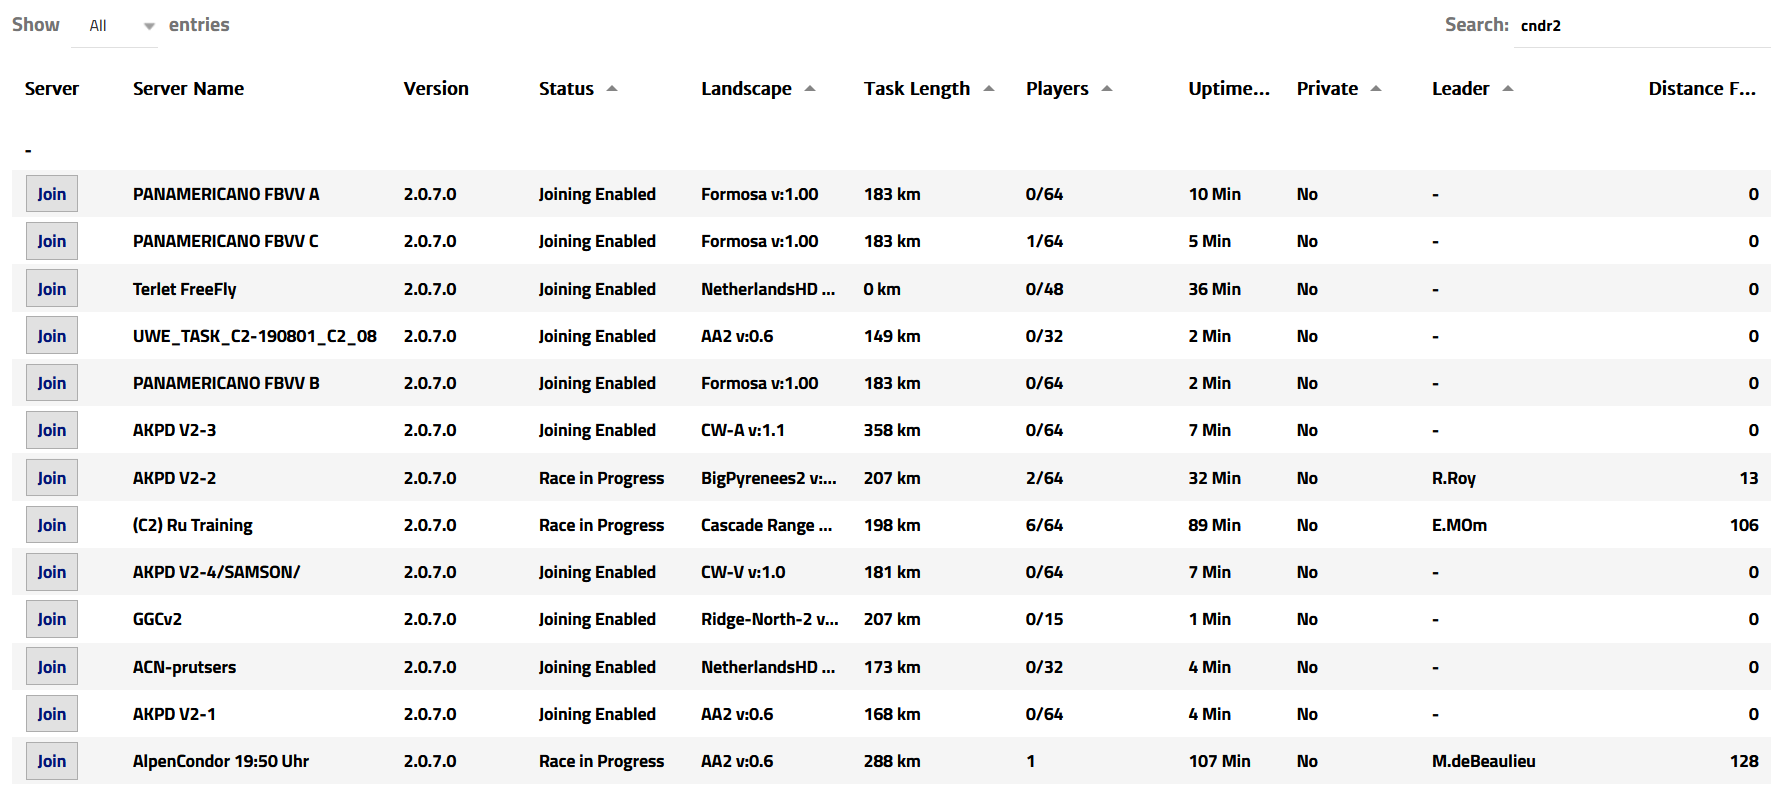 Show All entries Search: cndr2
Server Server Name Version Status Landscape Task Length Players Uptime... Private Leader Distance F...
-
Join PANAMERICANO FBVV A 2.0.7.0 Joining Enabled Formosa v:1.00 183 km 0/64 10 Min No - 0
Join PANAMERICANO FBVV C 2.0.7.0 Joining Enabled Formosa v:1.00 183 km 1/64 5 Min No - 0
Join Terlet FreeFly 2.0.7.0 Joining Enabled NetherlandsHD ... 0 km 0/48 36 Min No - 0
Join UWE_TASK_C2-190801_C2_08 2.0.7.0 Joining Enabled AA2 v:0.6 149 km 0/32 2 Min No - 0
Join PANAMERICANO FBVV B 2.0.7.0 Joining Enabled Formosa v:1.00 183 km 0/64 2 Min No - 0
Join AKPD V2-3 2.0.7.0 Joining Enabled CW-A v:1.1 358 km 0/64 7 Min No - 0
Join AKPD V2-2 2.0.7.0 Race in Progress BigPyrenees2 v:... 207 km 2/64 32 Min No R.Roy 13
Join (C2) Ru Training 2.0.7.0 Race in Progress Cascade Range ... 198 km 6/64 89 Min No E.MOm 106
Join AKPD V2-4/SAMSON/ 2.0.7.0 Joining Enabled CW-V v:1.0 181 km 0/64 7 Min No - 0
Join GGCv2 2.0.7.0 Joining Enabled Ridge-North-2 v... 207 km 0/15 1 Min No - 0
Join ACN-prutsers 2.0.7.0 Joining Enabled NetherlandsHD ... 173 km 0/32 4 Min No - 0
Join AKPD V2-1 2.0.7.0 Joining Enabled AA2 v:0.6 168 km 0/64 4 Min No - 0
Join AlpenCondor 19:50 Uhr 2.0.7.0 Race in Progress AA2 v:0.6 288 km 1 107 Min No M.deBeaulieu 128